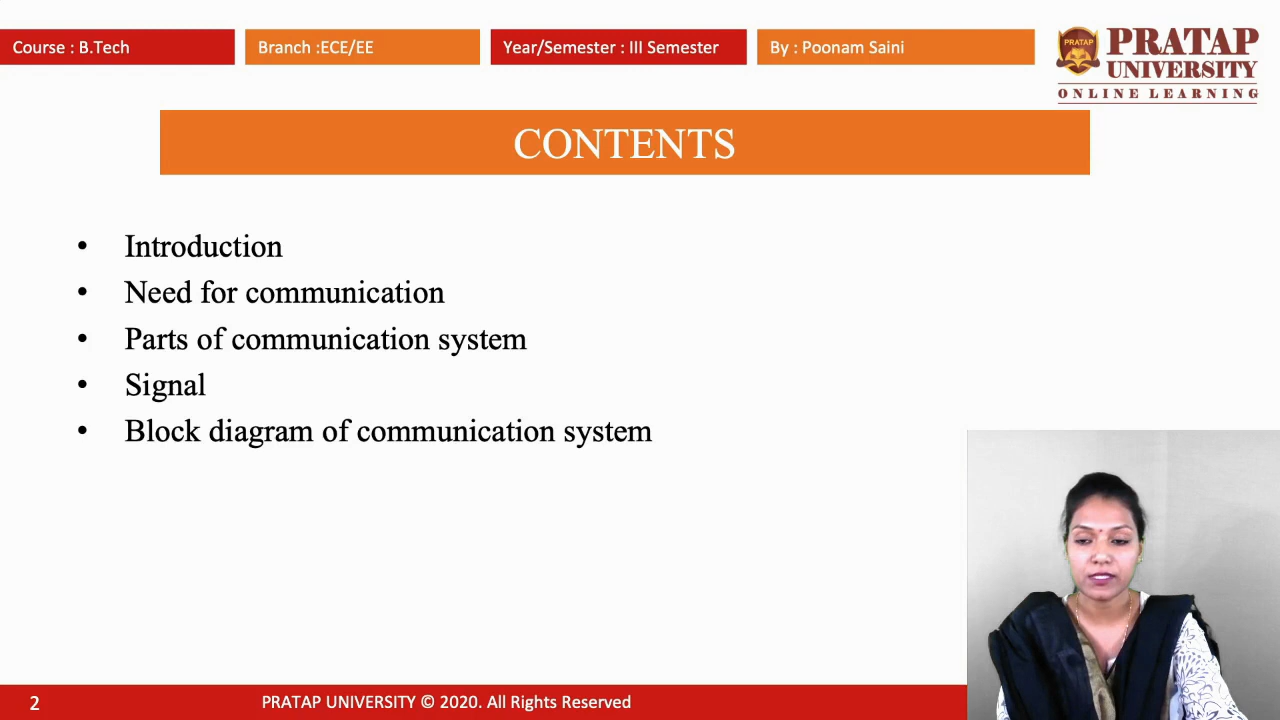 Course : B.Tech
Branch :ECE/EE
Year/Semester : III Semester
By : Poonam Saini
PRATAP
PRATAP
UNIVERSITY
ONLINE LEARNING
CONTENTS
• Introduction
• Need for communication
• Parts of communication system
• Signal
• Block diagram of communication system
2
PRATAP UNIVERSITY © 2020. All Rights Reserved